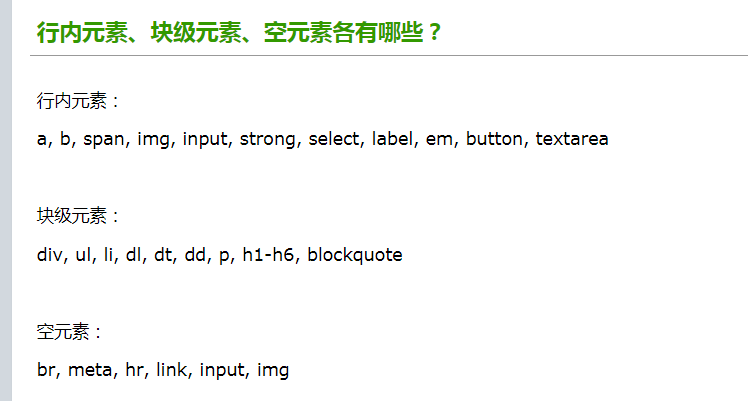 行内元素、块级元素、空元素各有哪些？
行内元素：
a, b, span, img, input, strong, select, label, em, button, textarea
块级元素：
div, ul, li, dl, dt, dd, p, h1-h6, blockquote
空元素：
br, meta, hr, link, input, img